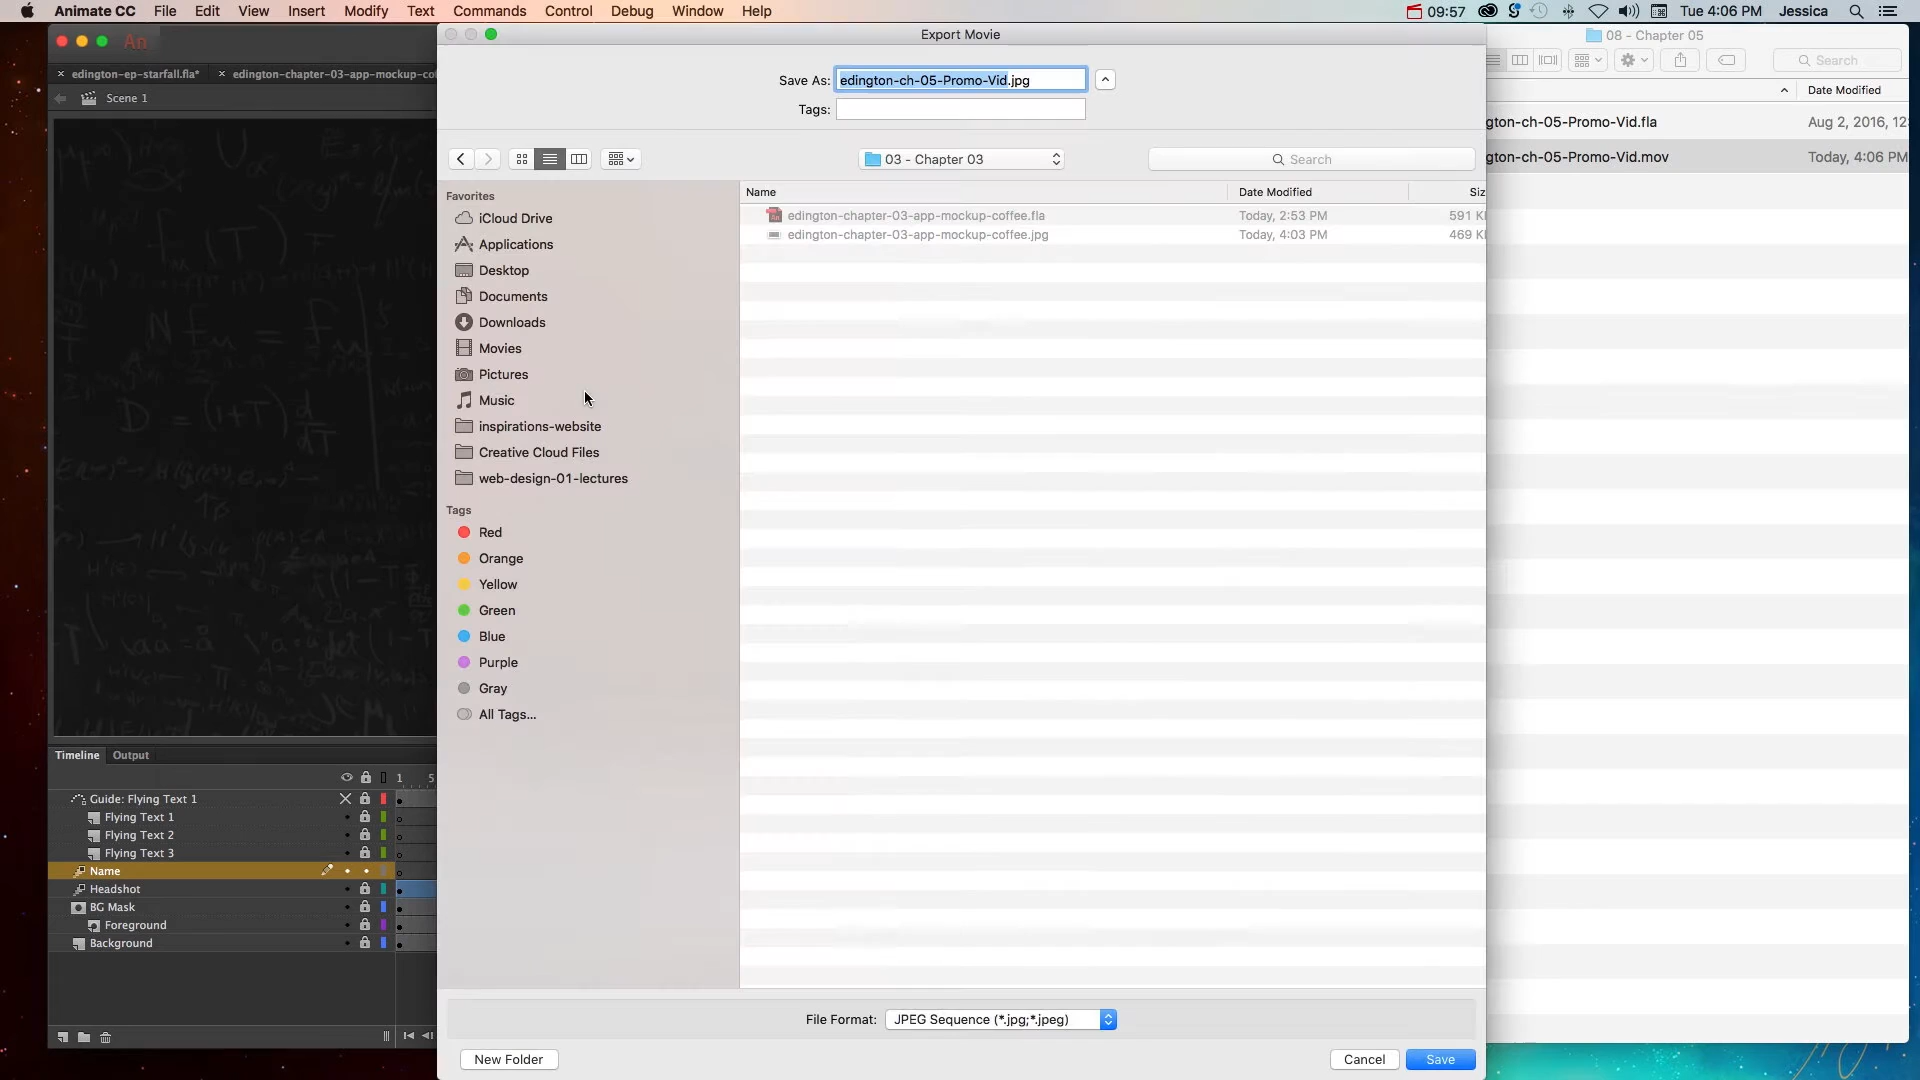 Animate CC File Edit View Insert Modify Text Commands Control Debug Window Help 09:57 Tue 4:06 PM Jessica
An
Export Movie
08 - Chapter 05
edington-ep-starfall.fla*
edington-chapter-03-app-mockup-co
Scene 1
Save As: edington-ch-05-Promo-Vid.jpg
Tags:
Search
Date Modified
gton-ch-05-Promo-Vid.fla Aug 2, 2016, 12:
gton-ch-05-Promo-Vid.mov Today, 4:06 PM
03 - Chapter 03
Search
Favorites
iCloud Drive
Applications
Desktop
Documents
Downloads
Movies
Pictures
Music
inspirations-website
Creative Cloud Files
web-design-01-lectures
Tags
Red
Orange
Yellow
Green
Blue
Purple
Gray
All Tags...
Name Date Modified Siz
edington-chapter-03-app-mockup-coffee.fla Today, 2:53 PM 591 K
edington-chapter-03-app-mockup-coffee.jpg Today, 4:03 PM 469 K
Timeline Output
1 5
Guide: Flying Text 1
Flying Text 1
Flying Text 2
Flying Text 3
Name
Headshot
BG Mask
Foreground
Background
File Format: JPEG Sequence (*.jpg;*.jpeg)
New Folder Cancel Save